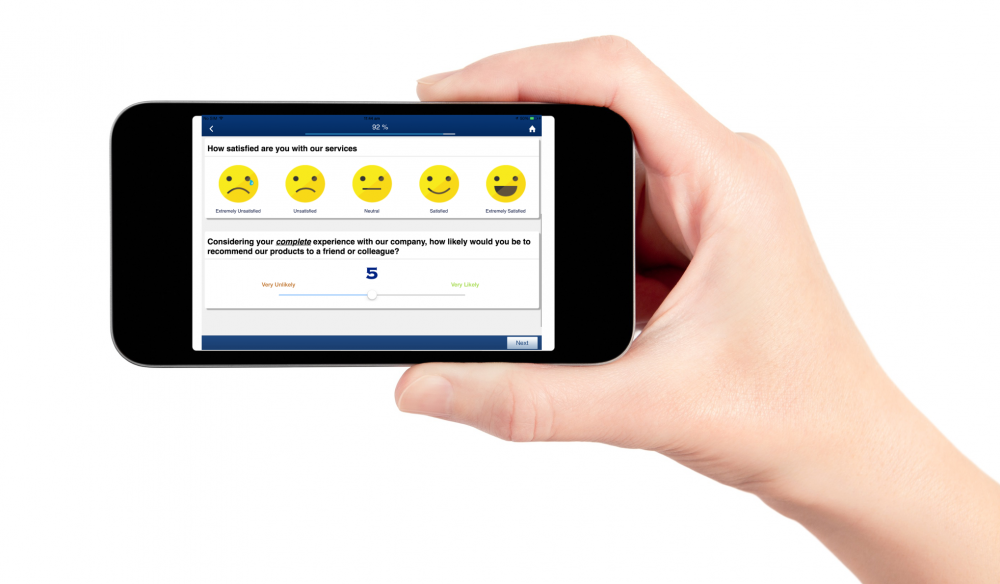 92 %
How satisfied are you with our services
Extremely Unsatisfied Unsatisfied Neutral Satisfied Extremely Satisfied
Considering your complete experience with our company, how likely would you be to
recommend our products to a friend or colleague?
5
Very Unlikely Very Likely
Next